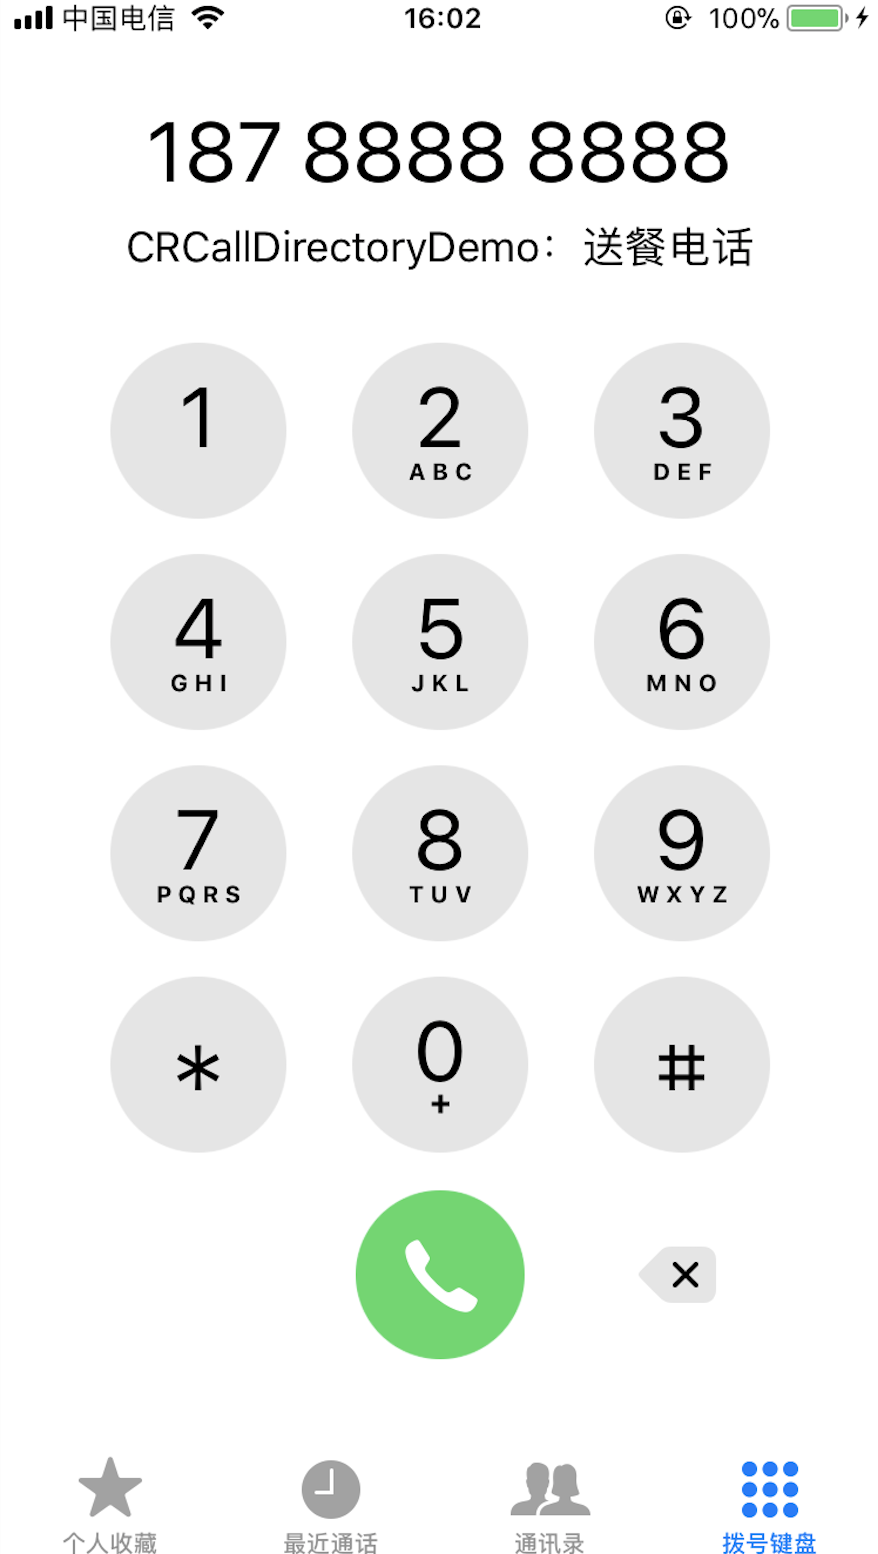 中国电信 16:02 100%
187 8888 8888
CRCallDirectoryDemo：送餐电话
1 2 3
ABC DEF
4 5 6
GHI JKL MNO
7 8 9
PQRS TUV WXYZ
* 0 #
+
个人收藏 最近通话 通讯录 拨号键盘